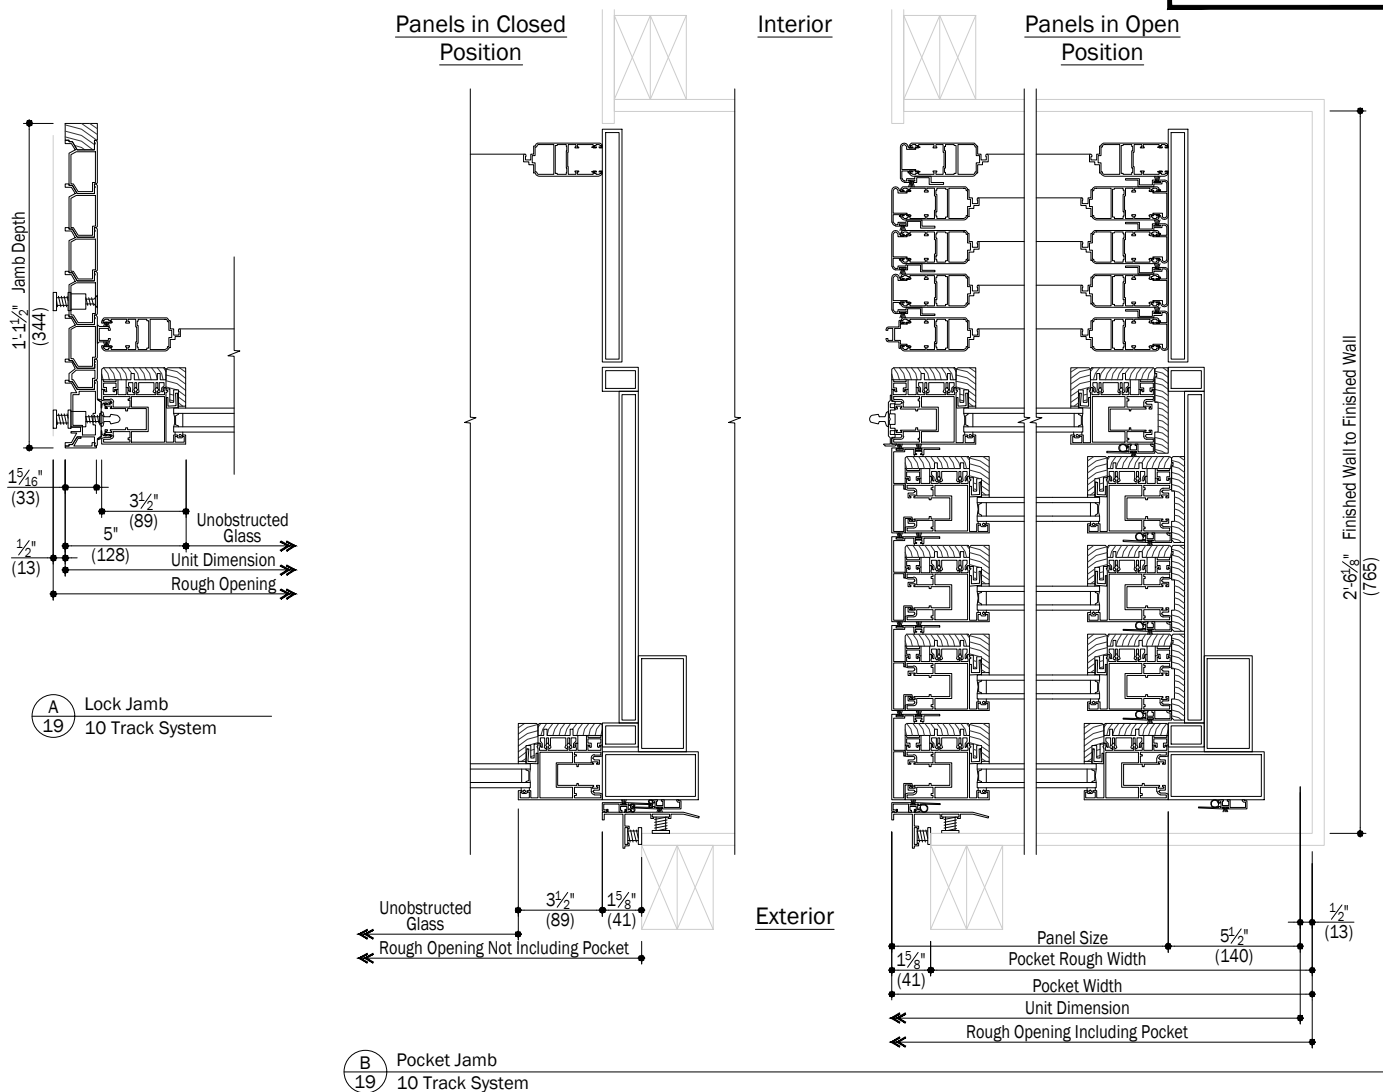 Panels in Closed
Position
Interior
Panels in Open
Position
1'-1½" Jamb Depth
(344)
1 5/16"
(33)
3½"
(89)
Unobstructed
Glass
5"
(128)
½"
(13)
Unit Dimension
Rough Opening
A
19
Lock Jamb
10 Track System
2'-6⅛" Finished Wall to Finished Wall
(765)
Unobstructed
Glass
3½"
(89)
1⅝"
(41)
Rough Opening Not Including Pocket
Exterior
½"
(13)
Panel Size
5½"
(140)
1⅝"
(41)
Pocket Rough Width
Pocket Width
Unit Dimension
Rough Opening Including Pocket
B
19
Pocket Jamb
10 Track System